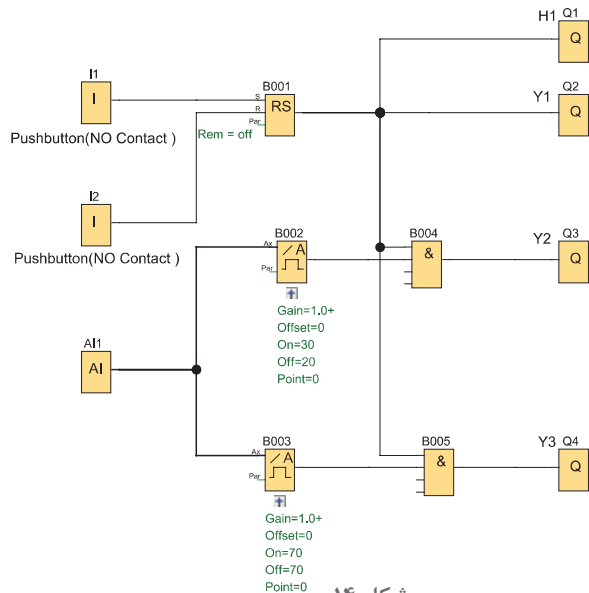 H1 Q1
Q
I1
I
Pushbutton(NO Contact )
B001
S
R
Par
RS
Rem = off
Y1 Q2
Q
I2
I
Pushbutton(NO Contact )
B002
Ax
Par
A
Gain=1.0+
Offset=0
On=30
Off=20
Point=0
B004
&
Y2 Q3
Q
AI1
AI
B003
Ax
Par
A
Gain=1.0+
Offset=0
On=70
Off=70
Point=0
B005
&
Y3 Q4
Q